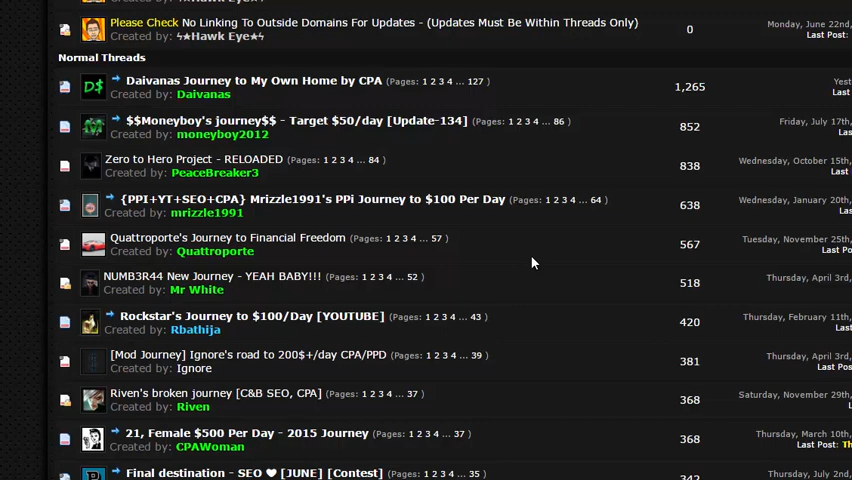 Please Check No Linking To Outside Domains For Updates - (Updates Must Be Within Threads Only)
Created by: ϟ★Hawk Eye★ϟ
0
Monday, June 22nd,
Last Post:
Normal Threads
Daivanas Journey to My Own Home by CPA (Pages: 1 2 3 4 ... 127 )
Created by: Daivanas
D$
1,265
Yest
Last
$$Moneyboy's journey$$ - Target $50/day [Update-134] (Pages: 1 2 3 4 ... 86 )
Created by: moneyboy2012
852
Friday, July 17th,
Last
Zero to Hero Project - RELOADED (Pages: 1 2 3 4 ... 84 )
Created by: PeaceBreaker3
838
Wednesday, October 15th,
Last
{PPI+YT+SEO+CPA} Mrizzle1991's PPi Journey to $100 Per Day (Pages: 1 2 3 4 ... 64 )
Created by: mrizzle1991
638
Wednesday, January 20th,
Last
Quattroporte's Journey to Financial Freedom (Pages: 1 2 3 4 ... 57 )
Created by: Quattroporte
567
Tuesday, November 25th,
Last Po
NUMB3R44 New Journey - YEAH BABY!!! (Pages: 1 2 3 4 ... 52 )
Created by: Mr White
518
Thursday, April 3rd,
Last
Rockstar's Journey to $100/Day [YOUTUBE] (Pages: 1 2 3 4 ... 43 )
Created by: Rbathija
420
Thursday, February 11th,
Last
[Mod Journey] Ignore's road to 200$+/day CPA/PPD (Pages: 1 2 3 4 ... 39 )
Created by: Ignore
381
Thursday, April 3rd,
Last Pos
Riven's broken journey [C&B SEO, CPA] (Pages: 1 2 3 4 ... 37 )
Created by: Riven
368
Saturday, November 29th,
Last
21, Female $500 Per Day - 2015 Journey (Pages: 1 2 3 4 ... 37 )
Created by: CPAWoman
368
Thursday, March 10th,
Last Post: Th
Final destination - SEO ❤ [JUNE] [Contest] (Pages: 1 2 3 4 ... 35 )
342
Thursday, July 2nd,